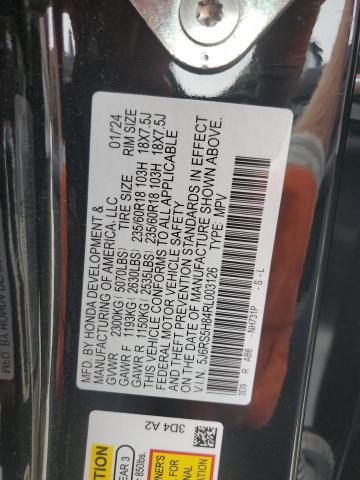 MFD. BY HONDA DEVELOPMENT &
MANUFACTURING OF AMERICA, LLC 01/'24
GVWR 2300KG (5070LBS) TIRE SIZE RIM SIZE
GAWR F 1193KG (2630LBS) 235/60R18 103H 18X7.5J
GAWR R 1150KG (2535LBS) 235/60R18 103H 18X7.5J
THIS VEHICLE CONFORMS TO ALL APPLICABLE
FEDERAL MOTOR VEHICLE SAFETY
AND THEFT PREVENTION STANDARDS IN EFFECT
ON THE DATE OF MANUFACTURE SHOWN ABOVE.
V.I.N. 5J6RS5H84RL003126 TYPE: MPV
3D9 R A86 -NH731P -S-L
3D4 A2